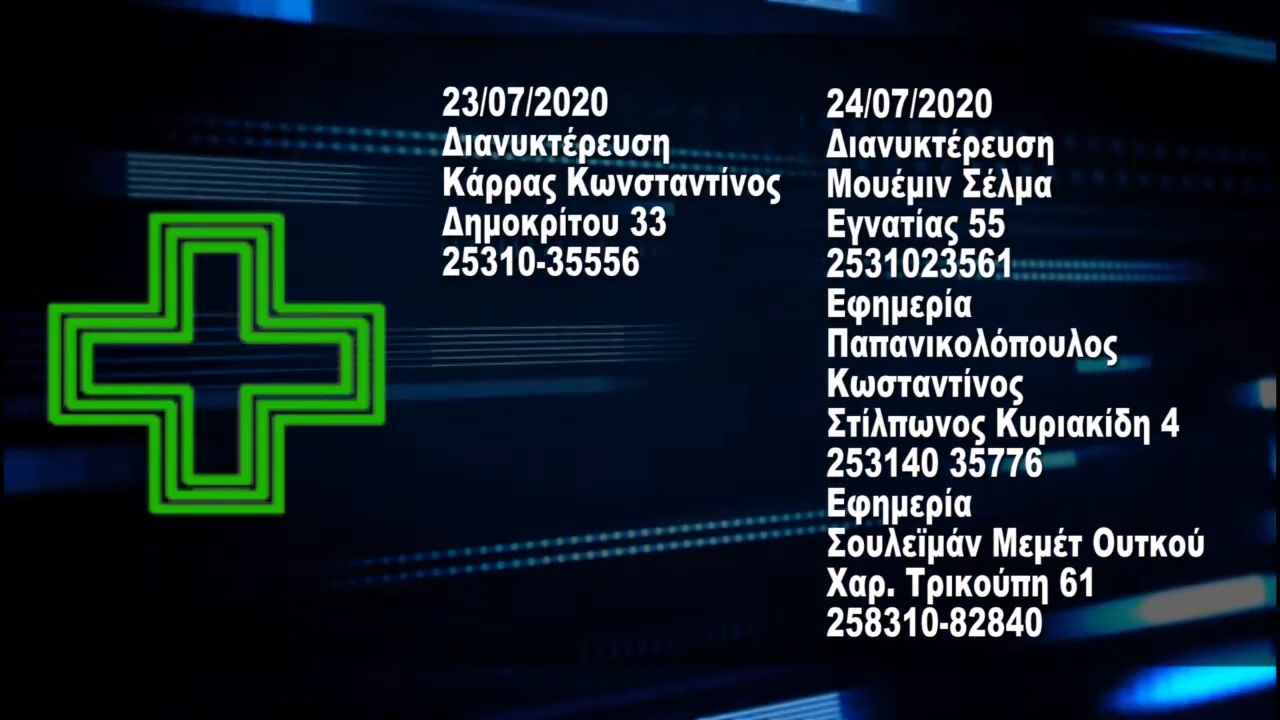 23/07/2020
Διανυκτέρευση
Κάρρας Κωνσταντίνος
Δημοκρίτου 33
25310-35556
24/07/2020
Διανυκτέρευση
Μουέμιν Σέλμα
Εγνατίας 55
2531023561
Εφημερία
Παπανικολόπουλος
Κωσταντίνος
Στίλπωνος Κυριακίδη 4
253140 35776
Εφημερία
Σουλεϊμάν Μεμέτ Ουτκού
Χαρ. Τρικούπη 61
258310-82840